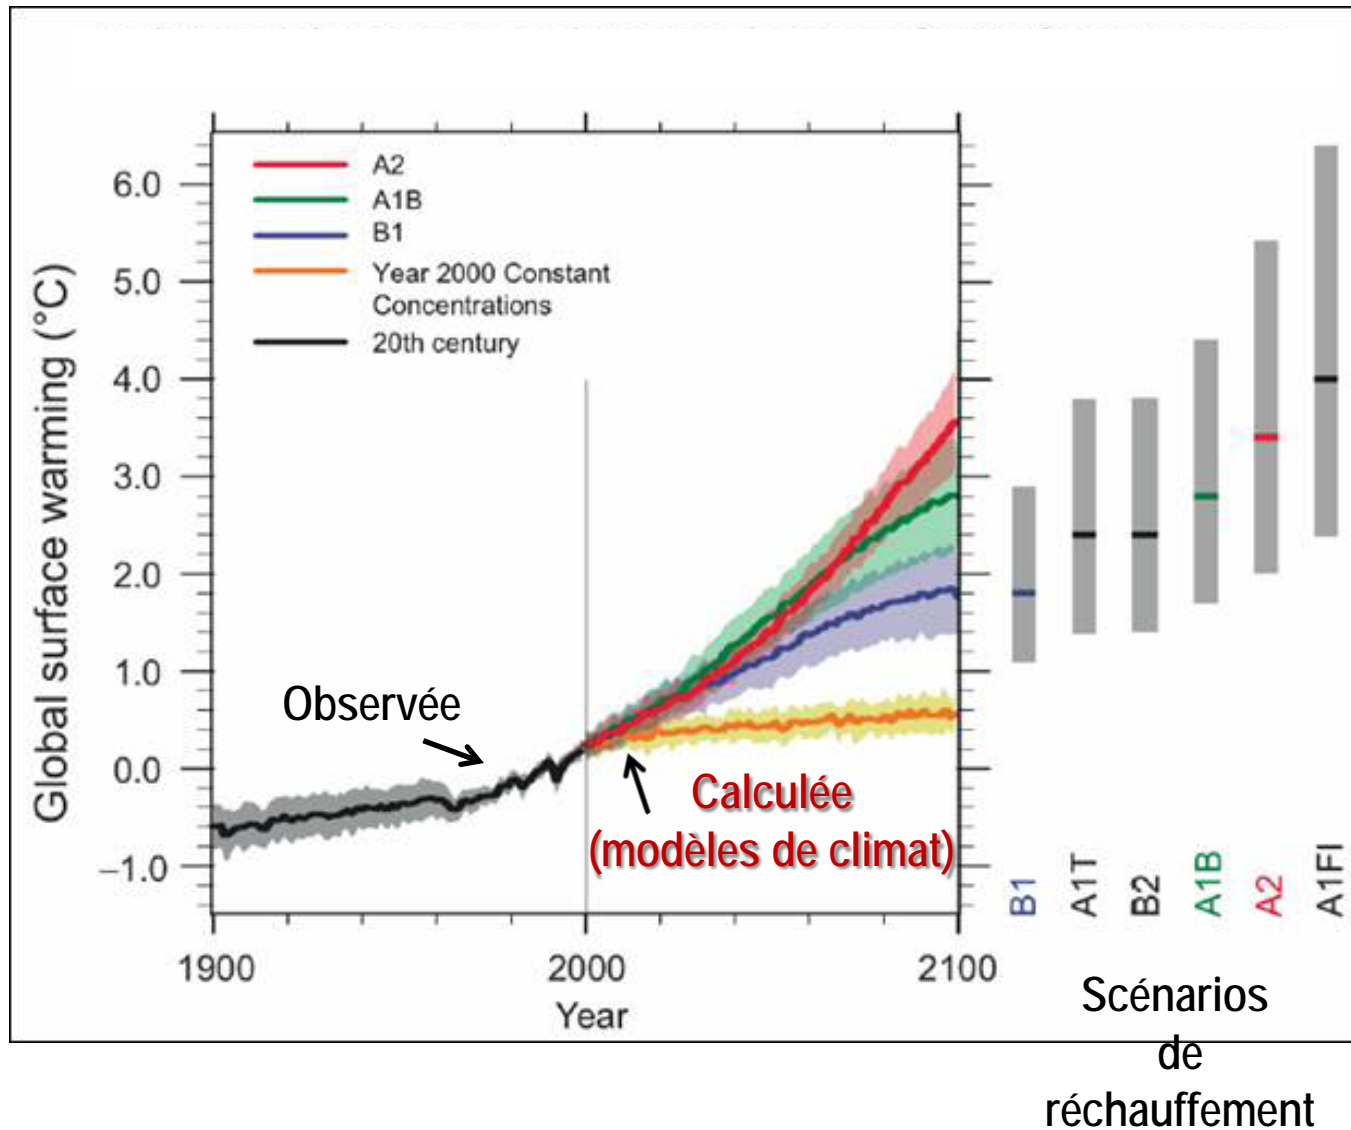 A2
A1B
B1
Year 2000 Constant
Concentrations
20th century
Global surface warming (°C)
6.0
5.0
4.0
3.0
2.0
1.0
0.0
−1.0
Observée
Calculée
(modèles de climat)
1900
2000
2100
Year
B1
A1T
B2
A1B
A2
A1FI
Scénarios
de
réchauffement